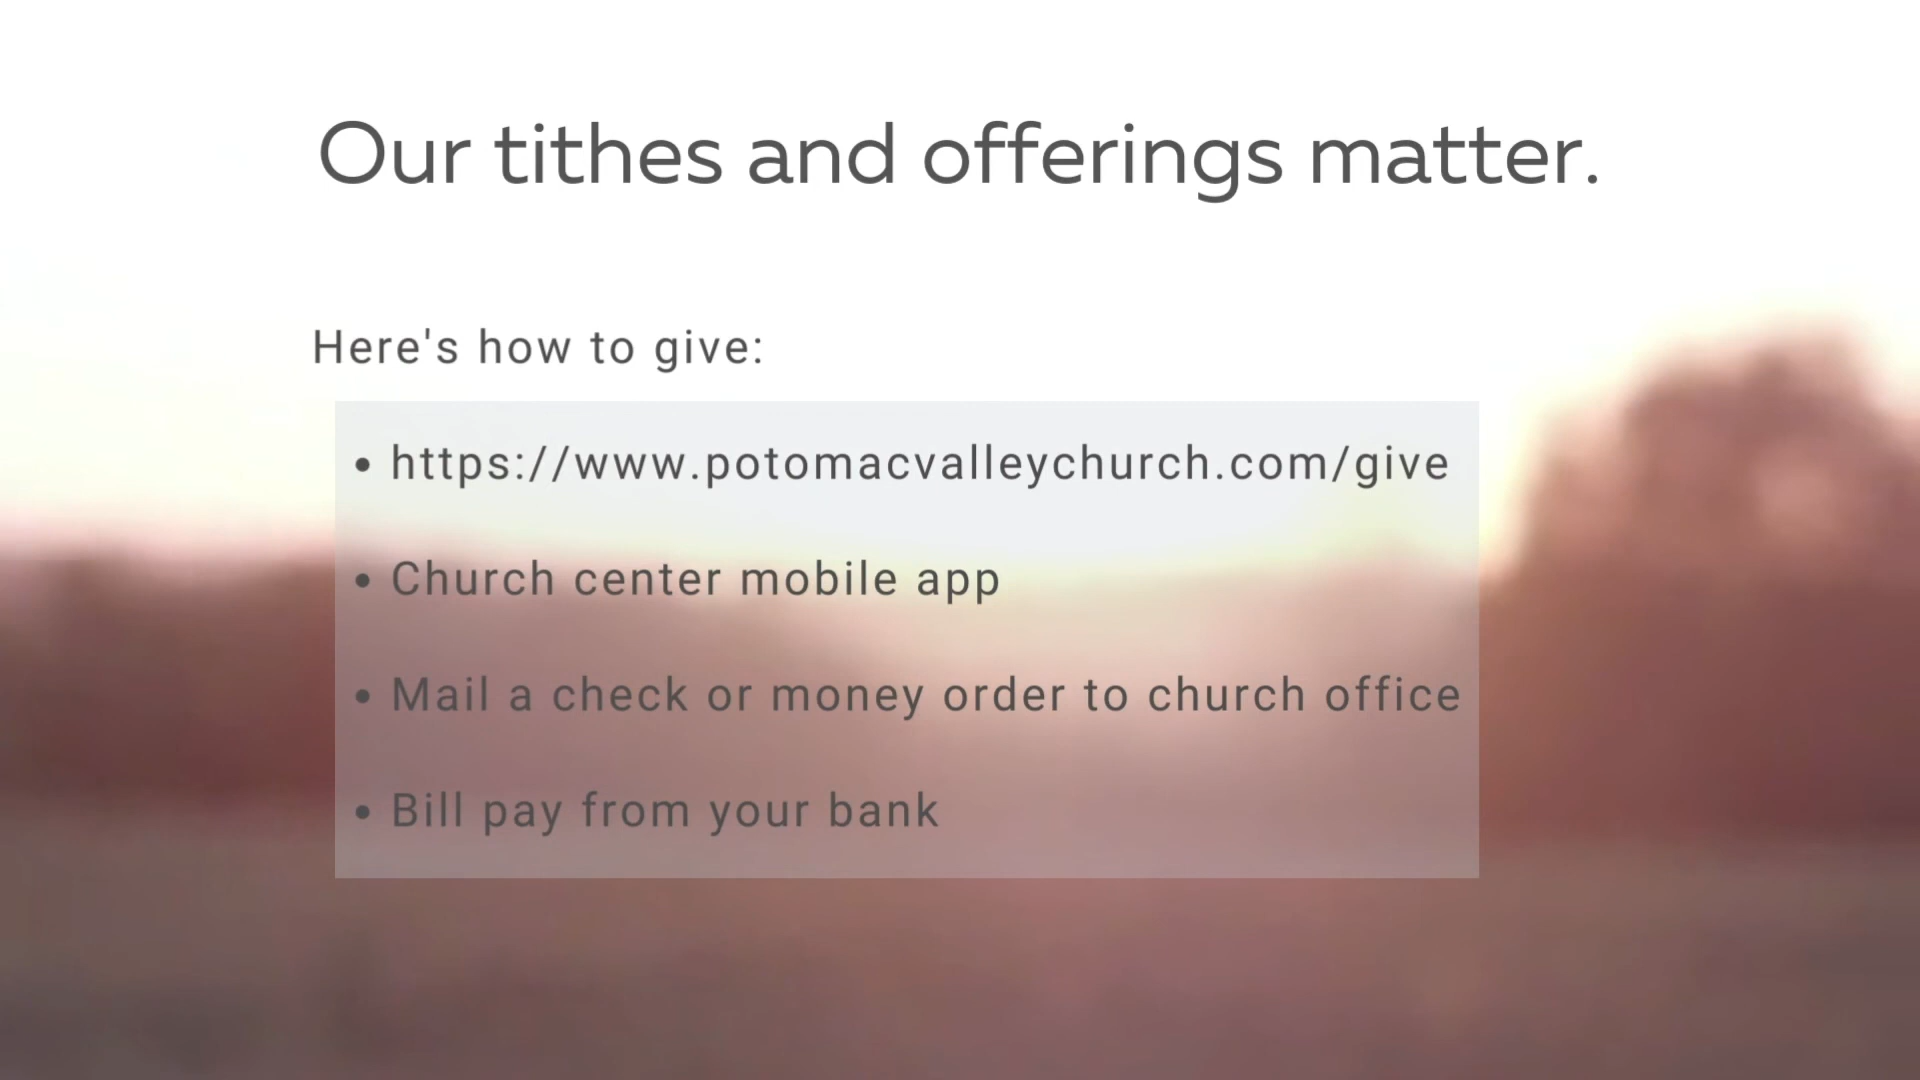 Our tithes and offerings matter.
Here's how to give:
• https://www.potomacvalleychurch.com/give
• Church center mobile app
• Mail a check or money order to church office
• Bill pay from your bank